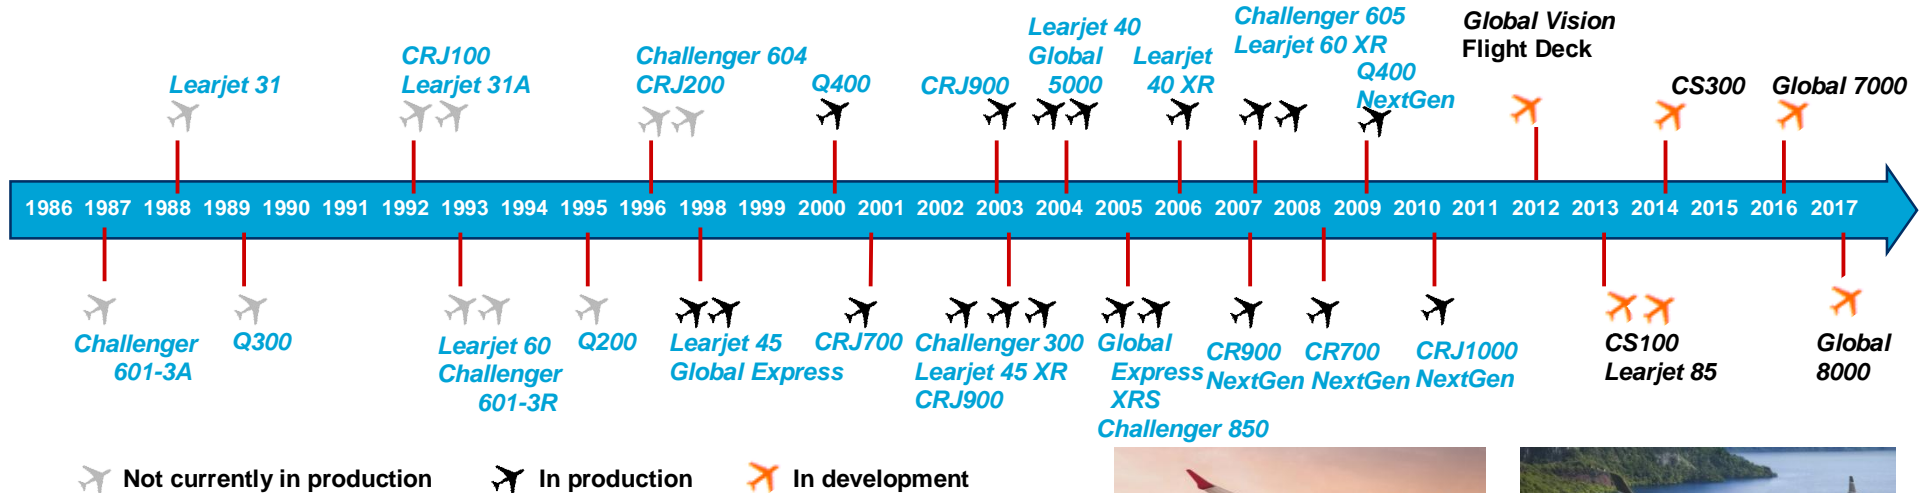 Learjet 31
CRJ100
Learjet 31A
Challenger 604
CRJ200
Q400
CRJ900
Learjet 40
Global
5000
Learjet
40 XR
Challenger 605
Learjet 60 XR
Q400
NextGen
Global Vision
Flight Deck
CS300
Global 7000
1986 1987 1988 1989 1990 1991 1992 1993 1994 1995 1996 1998 1999 2000 2001 2002 2003 2004 2005 2006 2007 2008 2009 2010 2011 2012 2013 2014 2015 2016 2017
Challenger
601-3A
Q300
Learjet 60
Challenger
601-3R
Q200
Learjet 45
Global Express
CRJ700
Challenger 300
Learjet 45 XR
CRJ900
Global
Express
XRS
Challenger 850
CR900
NextGen
CR700
NextGen
CRJ1000
NextGen
CS100
Learjet 85
Global
8000
Not currently in production
In production
In development